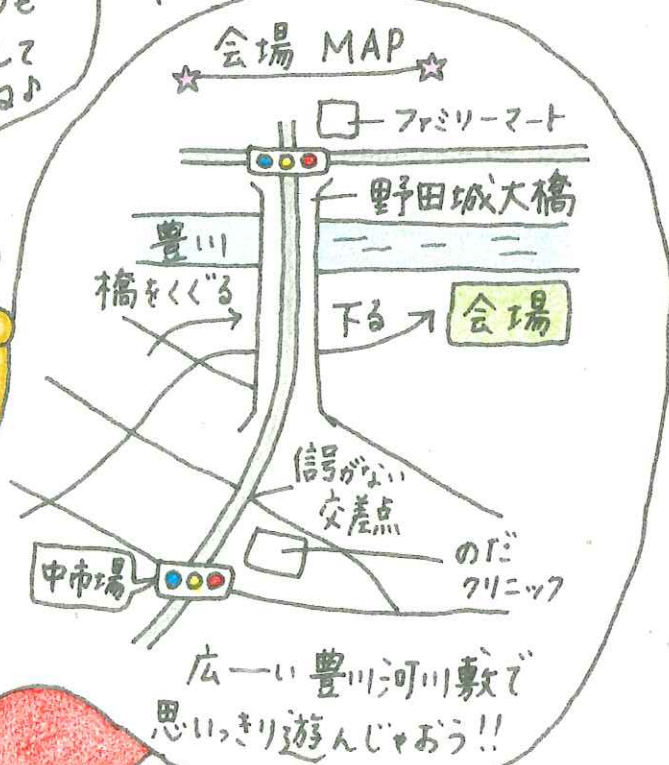 して
会場 MAP
ファミリーマート
野田城大橋
豊川
橋をくぐる
下る
会場
信号がない
交差点
のだ
クリニック
中市場
広ーい豊川河川敷で
思いっきり遊んじゃおう!!